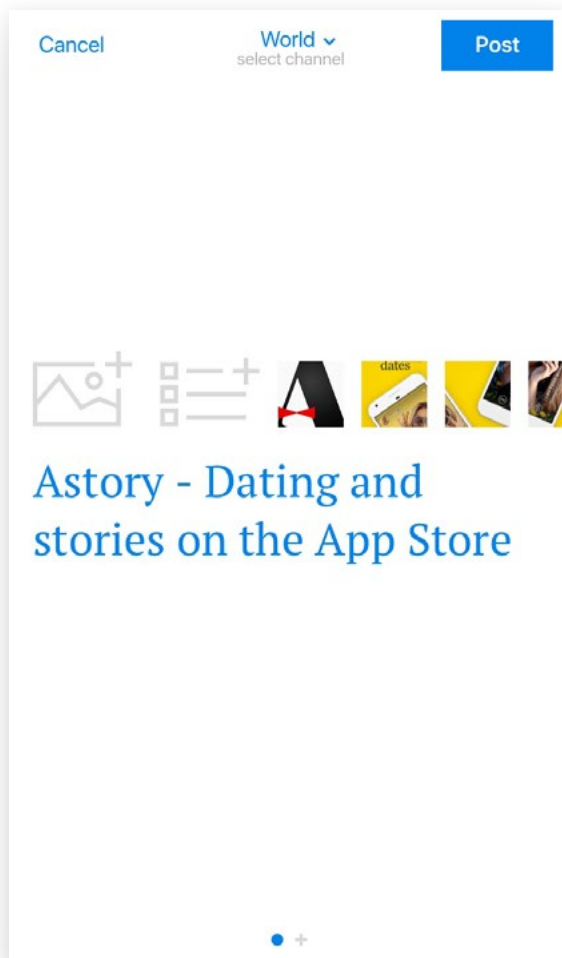 Cancel
World
Post
select channel
dates
Astory - Dating and
stories on the App Store